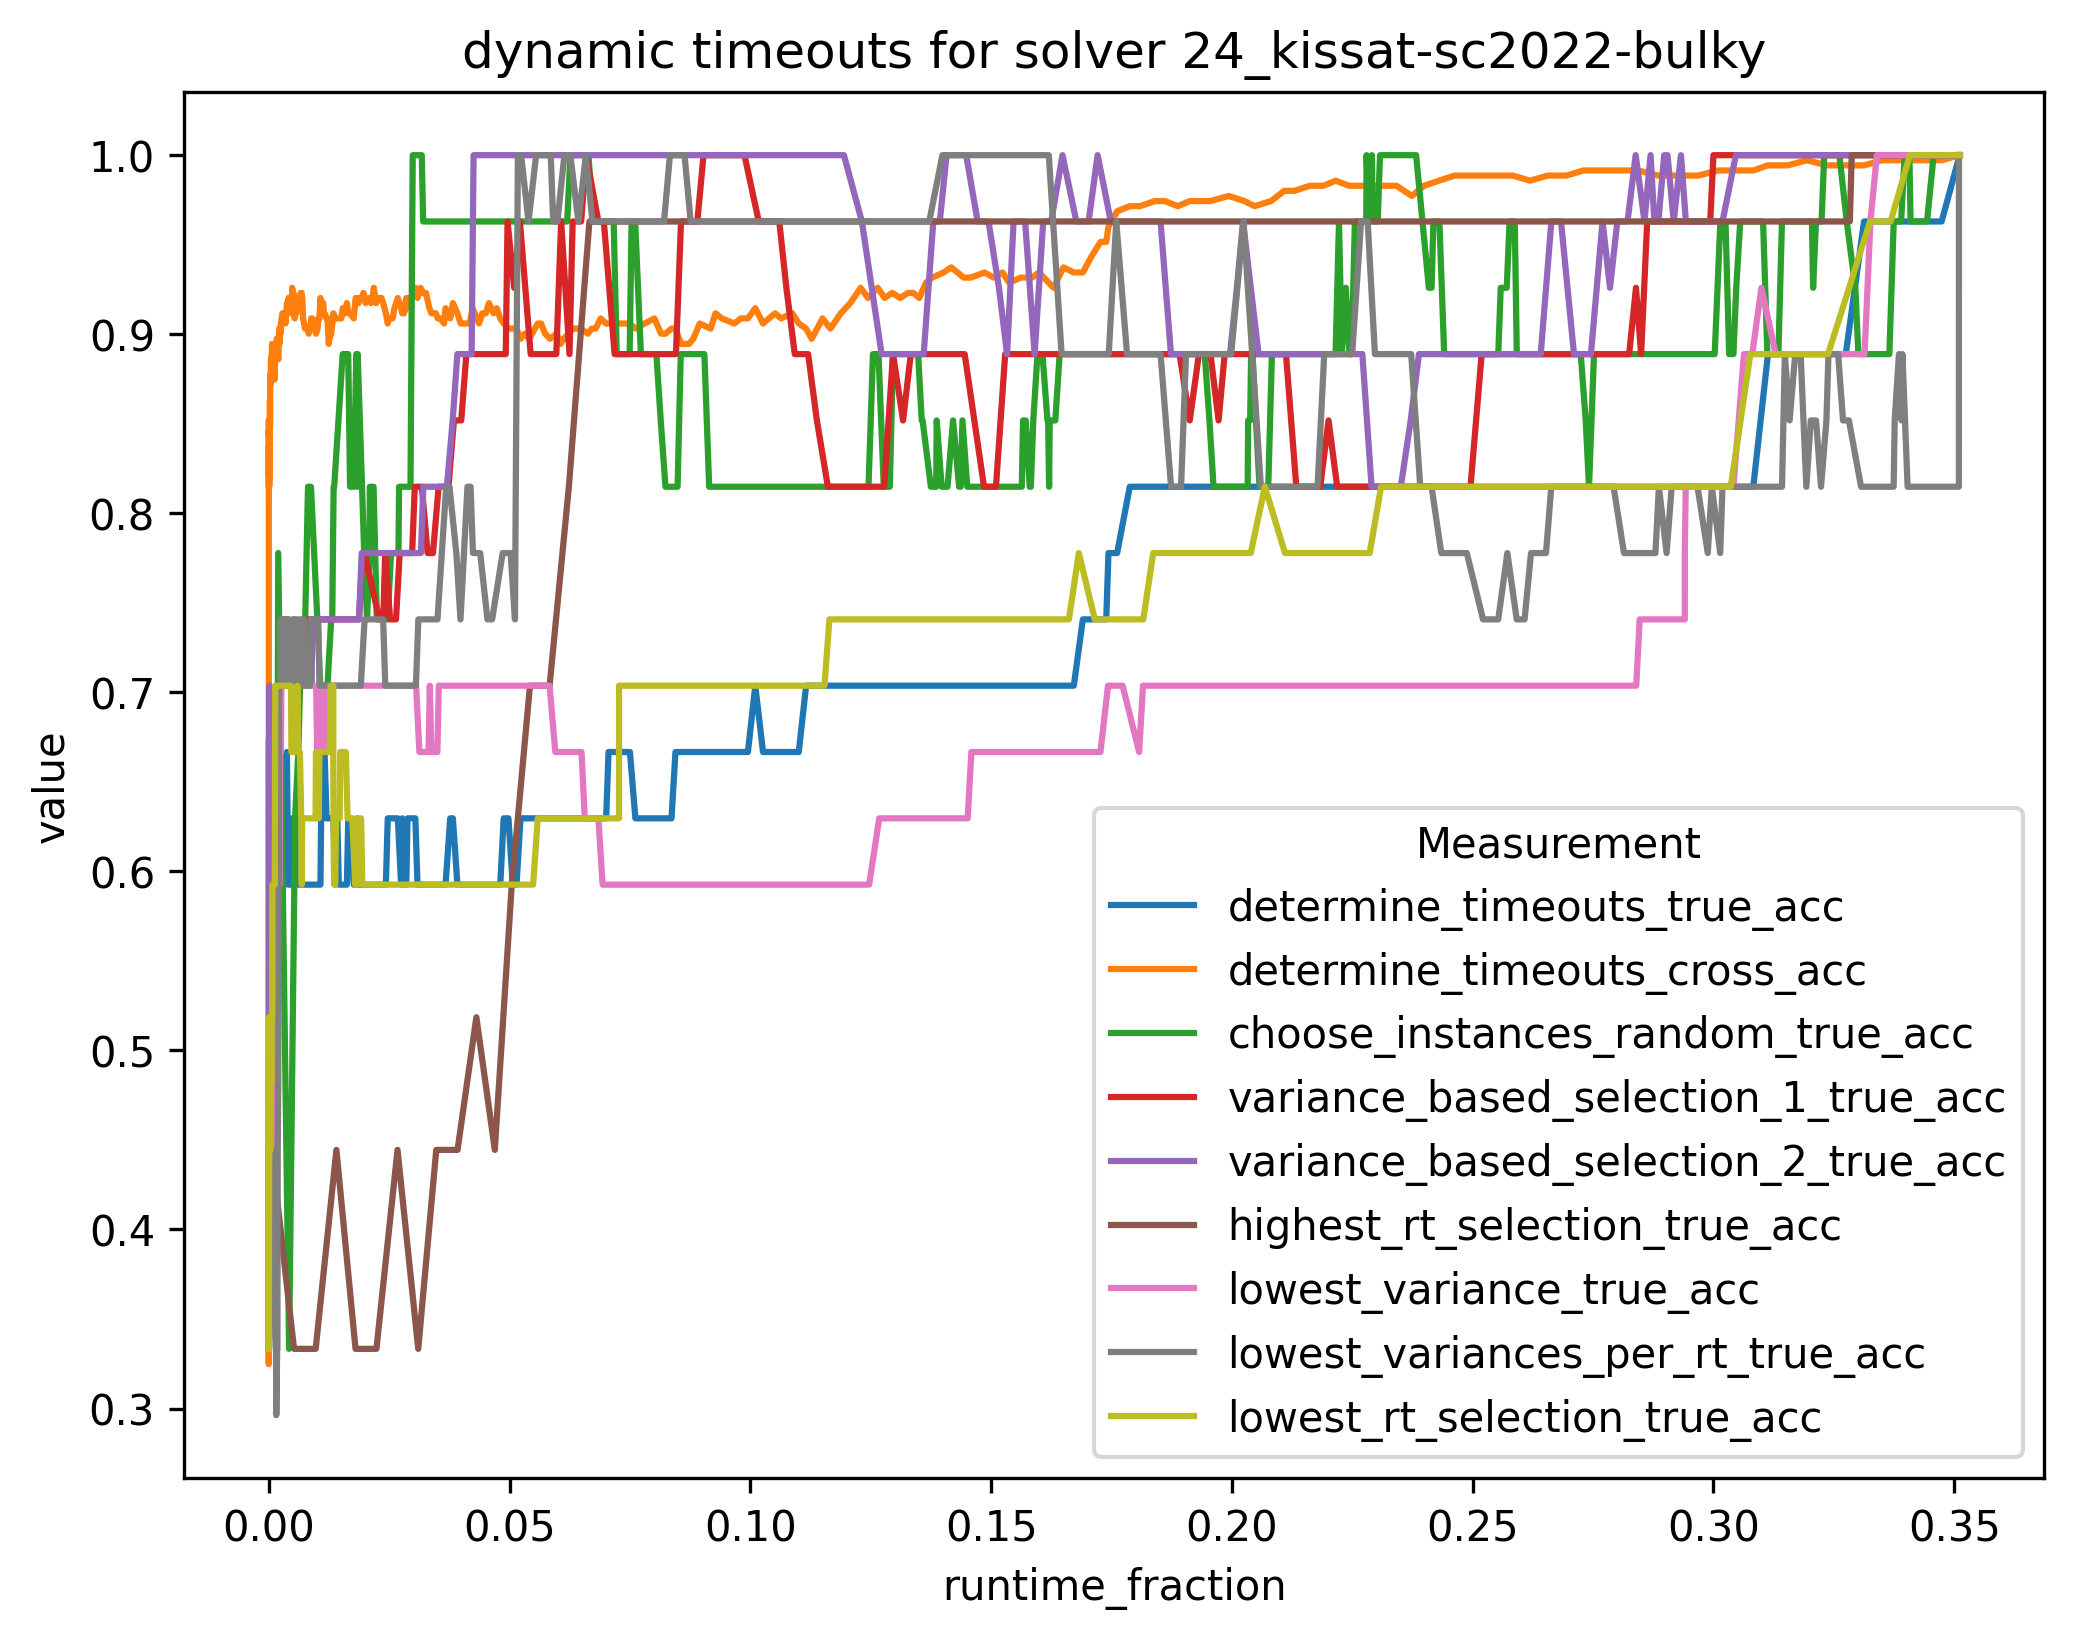 dynamic timeouts for solver 24_kissat-sc2022-bulky
value
1.0
0.9
0.8
0.7
0.6
0.5
0.4
0.3
Measurement
determine_timeouts_true_acc
determine_timeouts_cross_acc
choose_instances_random_true_acc
variance_based_selection_1_true_acc
variance_based_selection_2_true_acc
highest_rt_selection_true_acc
lowest_variance_true_acc
lowest_variances_per_rt_true_acc
lowest_rt_selection_true_acc
0.00 0.05 0.10 0.15 0.20 0.25 0.30 0.35
runtime_fraction